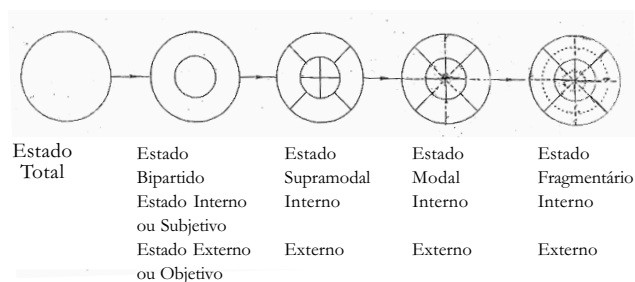 Estado
Total
Estado
Bipartido
Estado Interno
ou Subjetivo
Estado Externo
ou Objetivo
Estado
Supramodal
Interno
Externo
Estado
Modal
Interno
Externo
Estado
Fragmentário
Interno
Externo